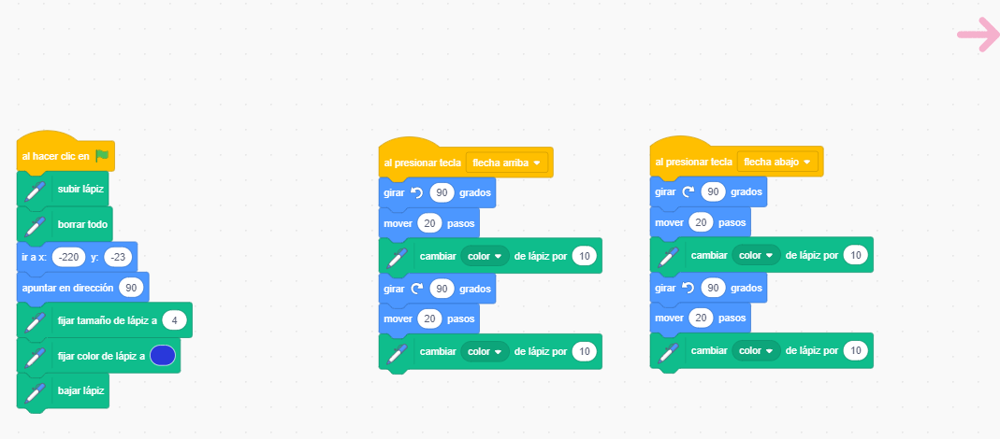 al hacer clic en
subir lápiz
borrar todo
ir a x: -220 y: -23
apuntar en dirección 90
fijar tamaño de lápiz a 4
fijar color de lápiz a
bajar lápiz
al presionar tecla flecha arriba
girar 90 grados
mover 20 pasos
cambiar color de lápiz por 10
girar 90 grados
mover 20 pasos
cambiar color de lápiz por 10
al presionar tecla flecha abajo
girar 90 grados
mover 20 pasos
cambiar color de lápiz por 10
girar 90 grados
mover 20 pasos
cambiar color de lápiz por 10